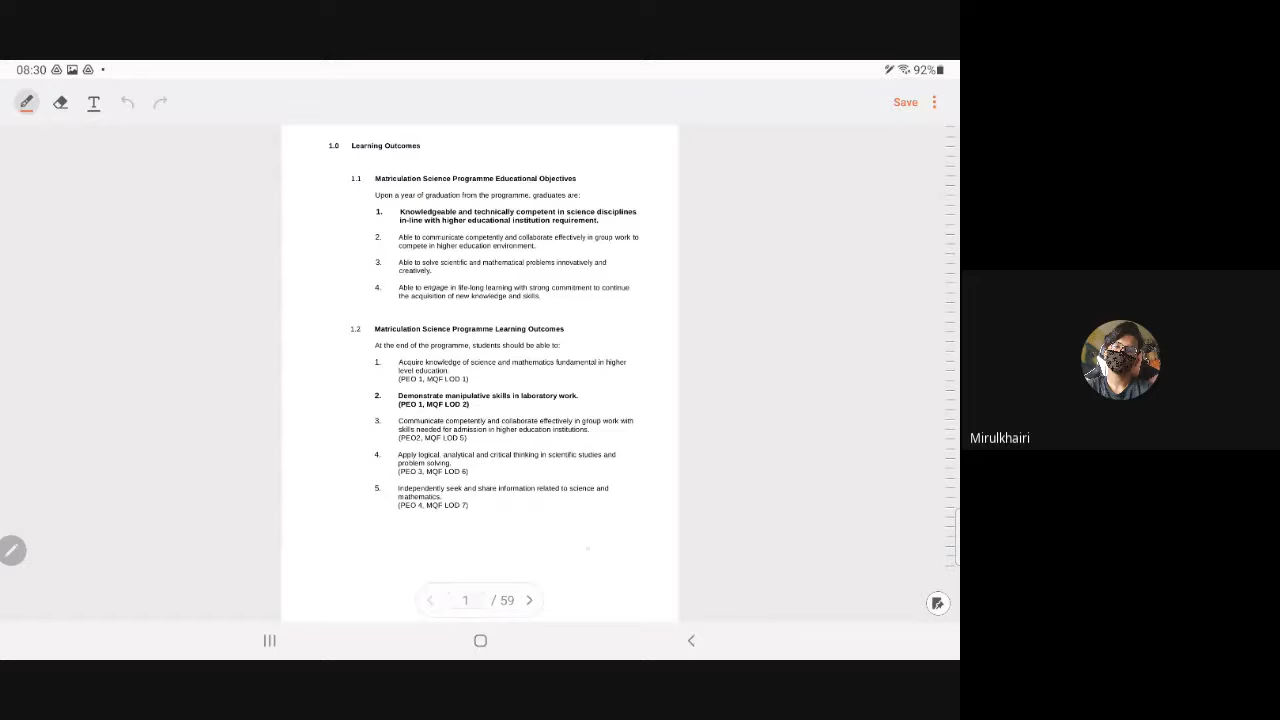 08:30
92%
Save
1.0 Learning Outcomes
1.1 Matriculation Science Programme Educational Objectives
Upon a year of graduation from the programme, graduates are:
1. Knowledgeable and technically competent in science disciplines
in-line with higher educational institution requirement.
2. Able to communicate competently and collaborate effectively in group work to
compete in higher education environment.
3. Able to solve scientific and mathematical problems innovatively and
creatively.
4. Able to engage in life-long learning with strong commitment to continue
the acquisition of new knowledge and skills.
1.2 Matriculation Science Programme Learning Outcomes
At the end of the programme, students should be able to:
1. Acquire knowledge of science and mathematics fundamental in higher
level education.
(PEO 1, MQF LOD 1)
2. Demonstrate manipulative skills in laboratory work.
(PEO 1, MQF LOD 2)
3. Communicate competently and collaborate effectively in group work with
skills needed for admission in higher education institutions.
(PEO2, MQF LOD 5)
4. Apply logical, analytical and critical thinking in scientific studies and
problem solving.
(PEO 3, MQF LOD 6)
5. Independently seek and share information related to science and
mathematics.
(PEO 4, MQF LOD 7)
1 / 59
Mirulkhairi